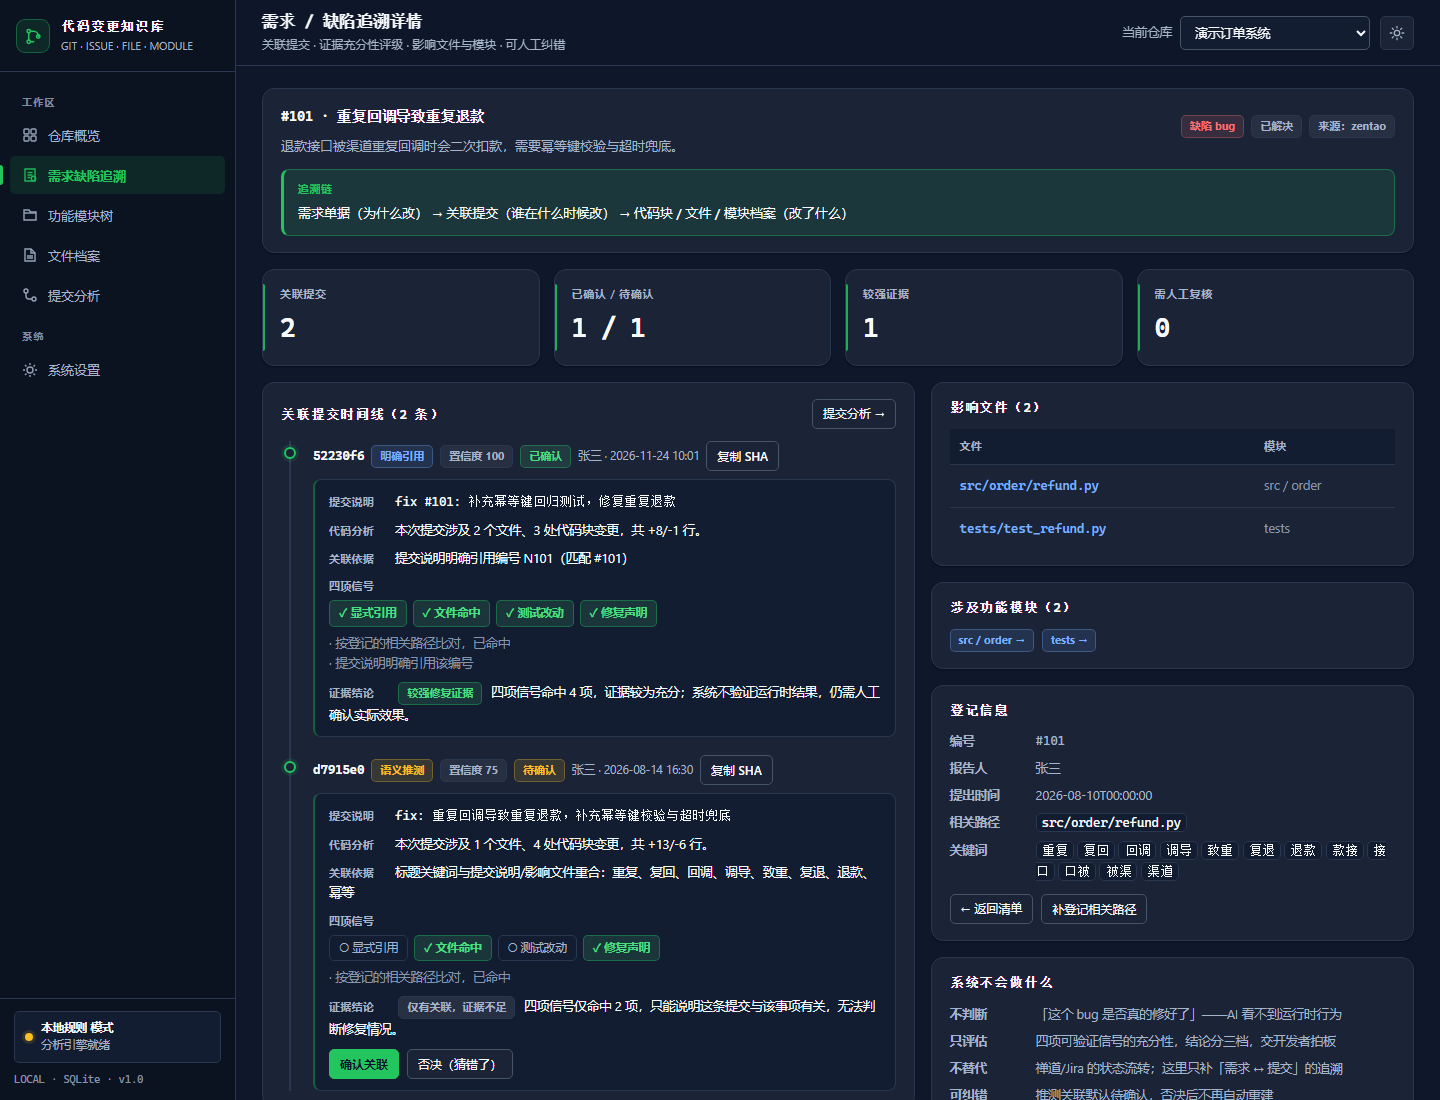 代码变更知识库
GIT · ISSUE · FILE · MODULE
工作区
仓库概览
需求缺陷追溯
功能模块树
文件档案
提交分析
系统
系统设置
本地规则 模式
分析引擎就绪
LOCAL · SQLite · v1.0
需求 / 缺陷追溯详情
关联提交 · 证据充分性评级 · 影响文件与模块 · 可人工纠错
当前仓库
演示订单系统
#101 · 重复回调导致重复退款
缺陷 bug
已解决
来源：zentao
退款接口被渠道重复回调时会二次扣款，需要幂等键校验与超时兜底。
追溯链
需求单据（为什么改） → 关联提交（谁在什么时候改） → 代码块 / 文件 / 模块档案（改了什么）
关联提交
2
已确认 / 待确认
1 / 1
较强证据
1
需人工复核
0
关联提交时间线（2 条）
提交分析 →
52230f6 明确引用 置信度 100 已确认 张三 · 2026-11-24 10:01 复制 SHA
提交说明 fix #101: 补充幂等键回归测试，修复重复退款
代码分析 本次提交涉及 2 个文件、3 处代码块变更，共 +8/-1 行。
关联依据 提交说明明确引用编号 N101（匹配 #101）
四项信号
✓ 显式引用 ✓ 文件命中 ✓ 测试改动 ✓ 修复声明
· 按登记的相关路径比对，已命中
· 提交说明明确引用该编号
证据结论 较强修复证据 四项信号命中 4 项，证据较为充分；系统不验证运行时结果，仍需人工
确认实际效果。
d7915e0 语义推测 置信度 75 待确认 张三 · 2026-08-14 16:30 复制 SHA
提交说明 fix: 重复回调导致重复退款，补充幂等键校验与超时兜底
代码分析 本次提交涉及 1 个文件、4 处代码块变更，共 +13/-6 行。
关联依据 标题关键词与提交说明/影响文件重合：重复、复回、回调、调导、致重、复退、退款、
幂等
四项信号
○ 显式引用 ✓ 文件命中 ○ 测试改动 ✓ 修复声明
· 按登记的相关路径比对，已命中
证据结论 仅有关联，证据不足 四项信号仅命中 2 项，只能说明这条提交与该事项有关，无法判
断修复情况。
确认关联 否决（猜错了）
影响文件（2）
文件 模块
src/order/refund.py src / order
tests/test_refund.py tests
涉及功能模块（2）
src / order → tests →
登记信息
编号 #101
报告人 张三
提出时间 2026-08-10T00:00:00
相关路径 src/order/refund.py
关键词 重复 复回 回调 调导 致重 复退 退款 款接 接
口 口被 被渠 渠道
← 返回清单 补登记相关路径
系统不会做什么
不判断 「这个 bug 是否真的修好了」——AI 看不到运行时行为
只评估 四项可验证信号的充分性，结论分三档，交开发者拍板
不替代 禅道/Jira 的状态流转；这里只补「需求 ↔ 提交」的追溯
可纠错 推测关联默认待确认，否决后不再自动重建